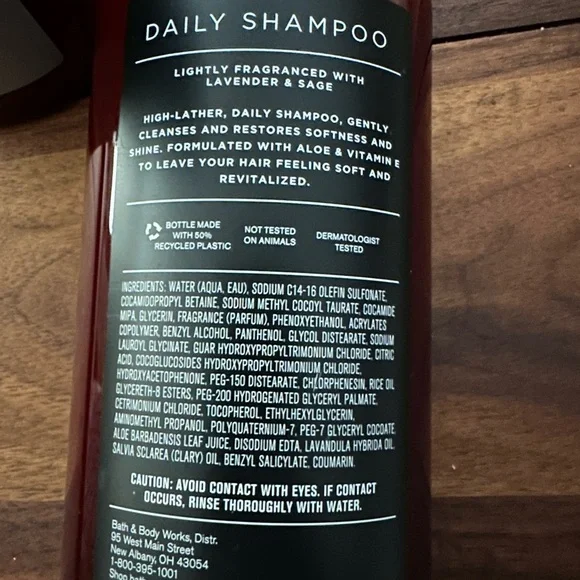 DAILY SHAMPOO
LIGHTLY FRAGRANCED WITH
LAVENDER & SAGE
HIGH-LATHER, DAILY SHAMPOO, GENTLY
CLEANSES AND RESTORES SOFTNESS AND
SHINE. FORMULATED WITH ALOE & VITAMIN E
TO LEAVE YOUR HAIR FEELING SOFT AND
REVITALIZED.
BOTTLE MADE
WITH 50%
RECYCLED PLASTIC
NOT TESTED
ON ANIMALS
DERMATOLOGIST
TESTED
INGREDIENTS: WATER (AQUA, EAU), SODIUM C14-16 OLEFIN SULFONATE,
COCAMIDOPROPYL BETAINE, SODIUM METHYL COCOYL TAURATE, COCAMIDE
MIPA, GLYCERIN, FRAGRANCE (PARFUM), PHENOXYETHANOL, ACRYLATES
COPOLYMER, BENZYL ALCOHOL, PANTHENOL, GLYCOL DISTEARATE, SODIUM
LAUROYL GLYCINATE, GUAR HYDROXYPROPYLTRIMONIUM CHLORIDE, CITRIC
ACID, COCOGLUCOSIDES HYDROXYPROPYLTRIMONIUM CHLORIDE,
HYDROXYACETOPHENONE, PEG-150 DISTEARATE, CHLORPHENESIN, RICE OIL
GLYCERETH-8 ESTERS, PEG-200 HYDROGENATED GLYCERYL PALMATE,
CETRIMONIUM CHLORIDE, TOCOPHEROL, ETHYLHEXYLGLYCERIN,
AMINOMETHYL PROPANOL, POLYQUATERNIUM-7, PEG-7 GLYCERYL COCOATE,
ALOE BARBADENSIS LEAF JUICE, DISODIUM EDTA, LAVANDULA HYBRIDA OIL,
SALVIA SCLAREA (CLARY) OIL, BENZYL SALICYLATE, COUMARIN.
CAUTION: AVOID CONTACT WITH EYES. IF CONTACT
OCCURS, RINSE THOROUGHLY WITH WATER.
Bath & Body Works, Distr.
95 West Main Street
New Albany, OH 43054
1-800-395-1001
Shop